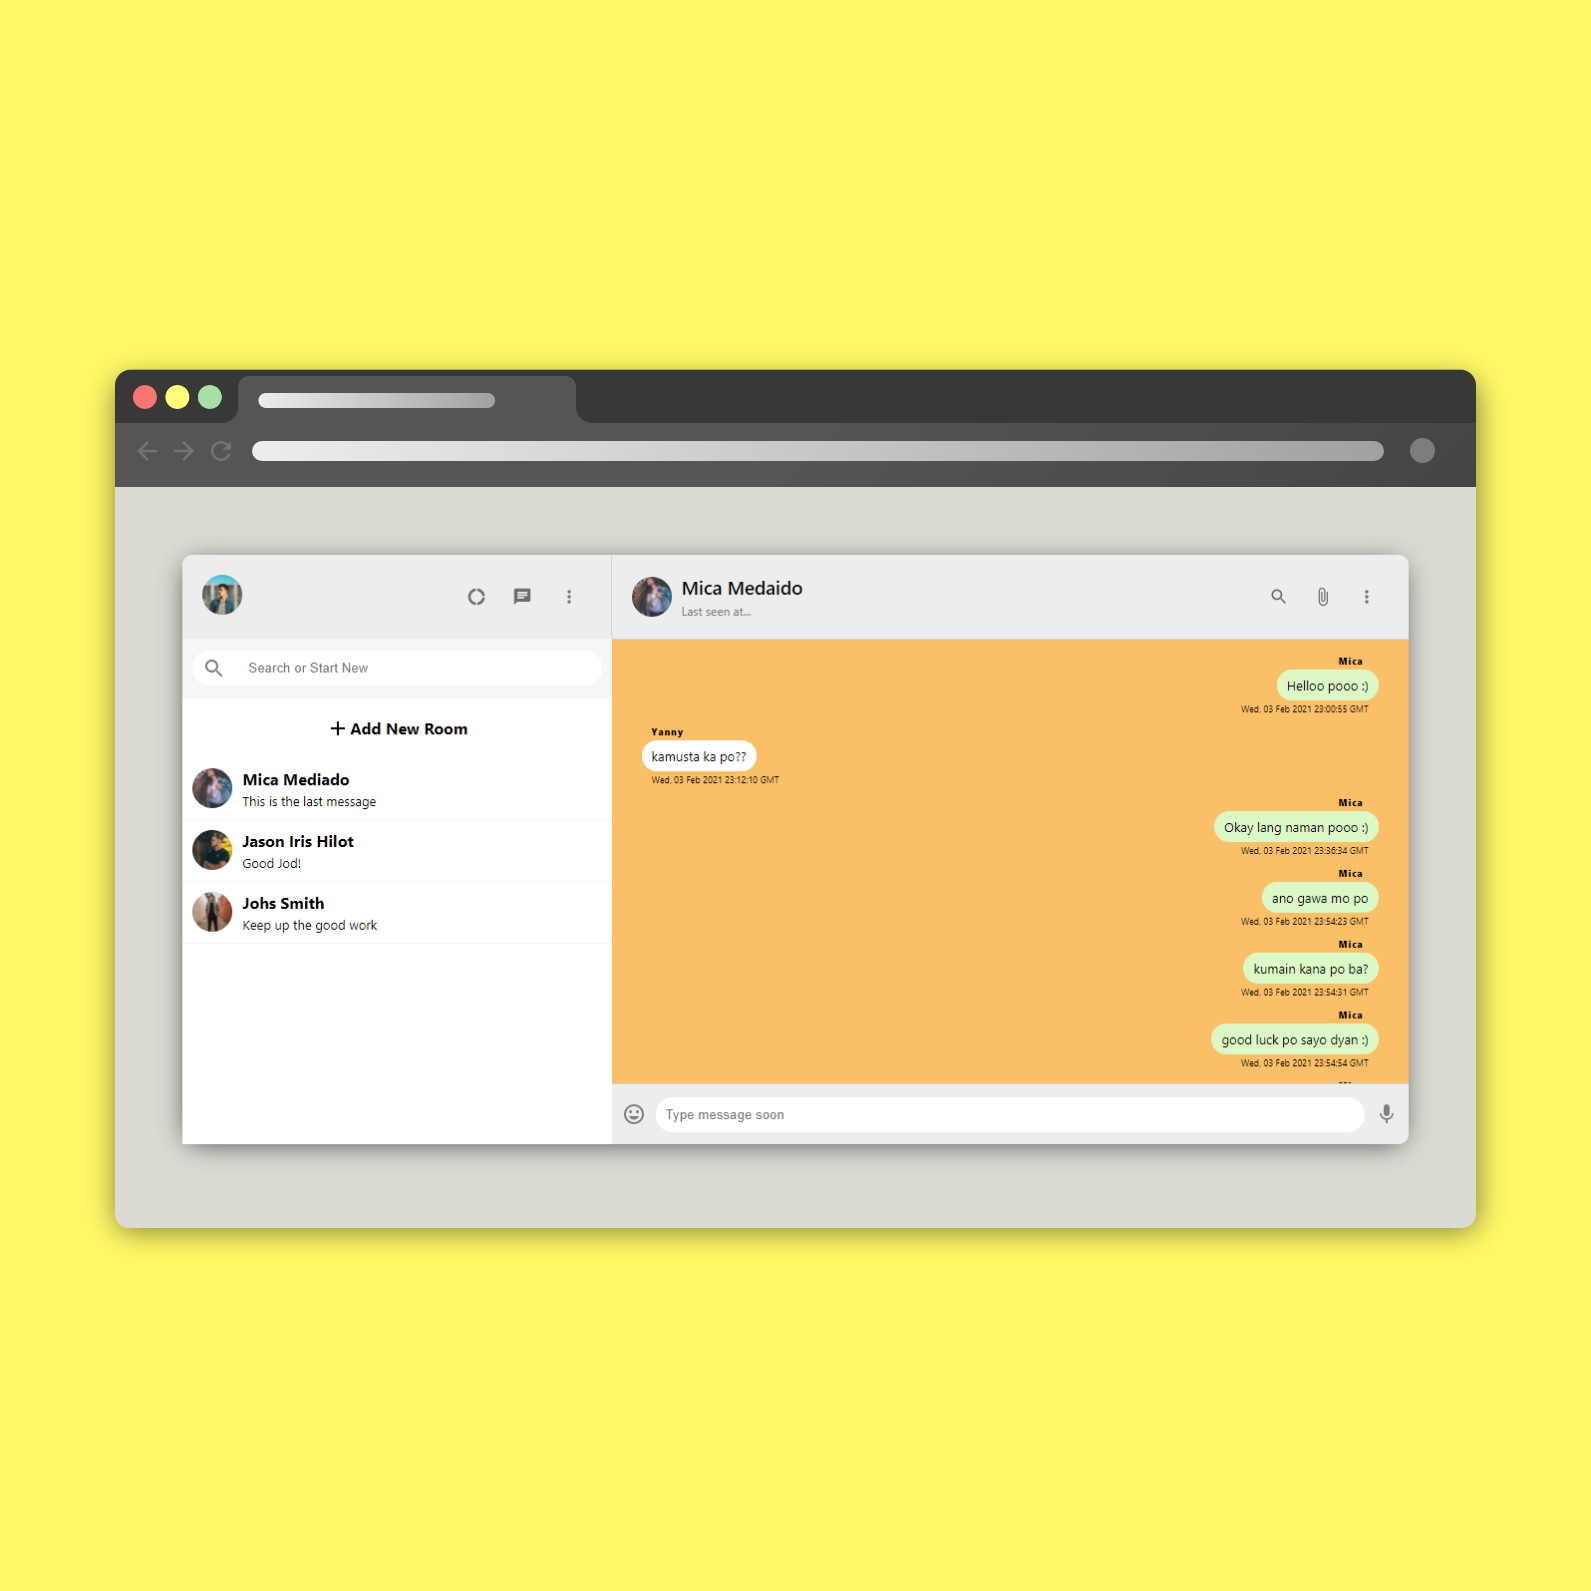 Mica Medaido
Last seen at...
Search or Start New
Add New Room
Mica Mediado
This is the last message
Jason Iris Hilot
Good Jod!
Johs Smith
Keep up the good work
Mica
Helloo pooo :)
Wed, 03 Feb 2021 23:00:55 GMT
Yanny
kamusta ka po??
Wed, 03 Feb 2021 23:12:10 GMT
Mica
Okay lang naman pooo :)
Wed, 03 Feb 2021 23:36:34 GMT
Mica
ano gawa mo po
Wed, 03 Feb 2021 23:54:23 GMT
Mica
kumain kana po ba?
Wed, 03 Feb 2021 23:54:31 GMT
Mica
good luck po sayo dyan :)
Wed, 03 Feb 2021 23:54:54 GMT
Type message soon